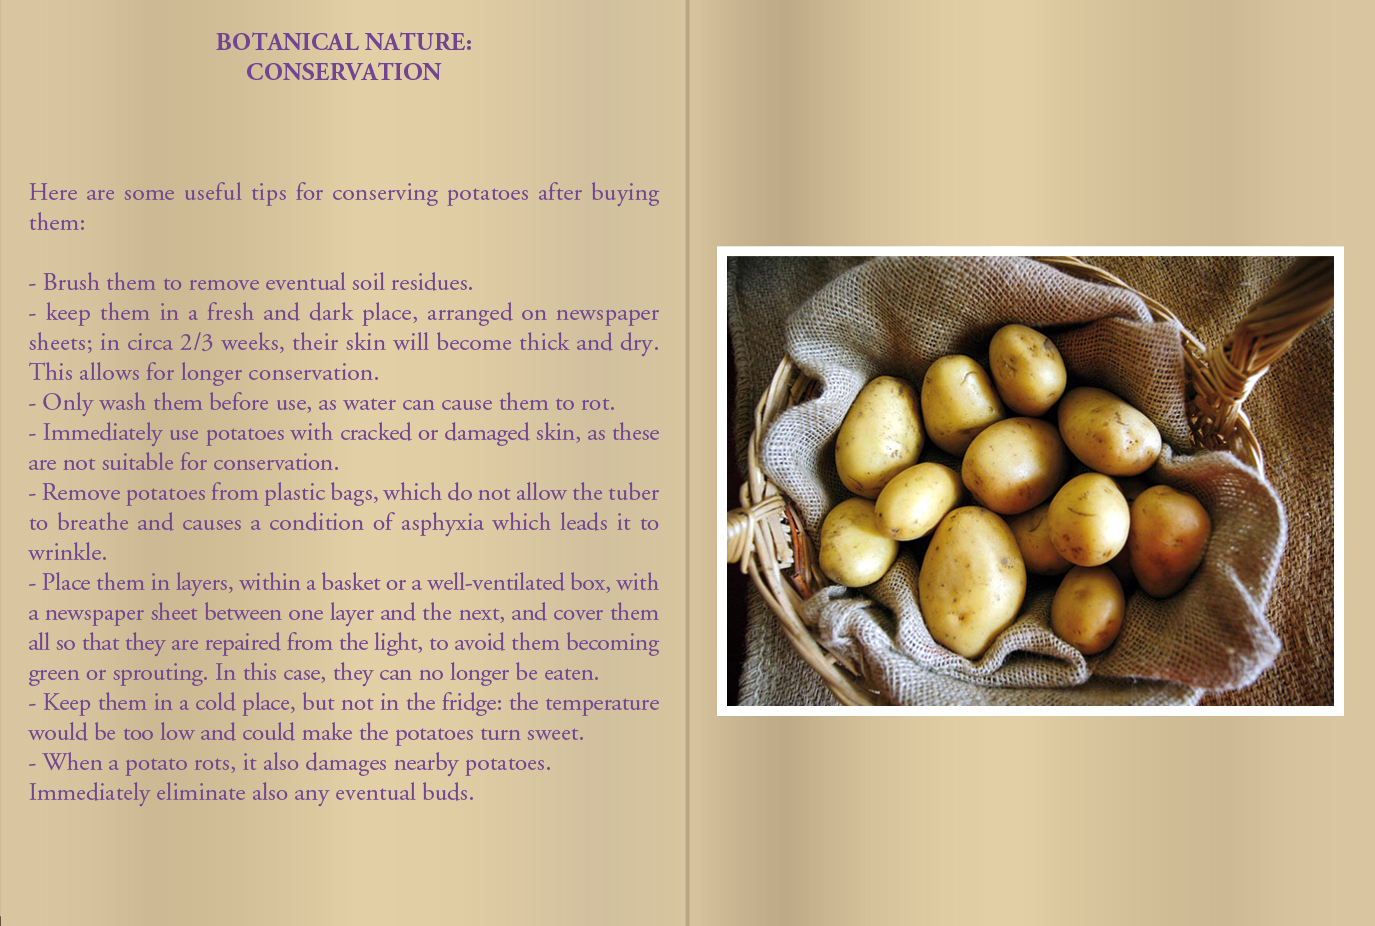 BOTANICAL NATURE:
CONSERVATION
Here are some useful tips for conserving potatoes after buying
them:
- Brush them to remove eventual soil residues.
- keep them in a fresh and dark place, arranged on newspaper
sheets; in circa 2/3 weeks, their skin will become thick and dry.
This allows for longer conservation.
- Only wash them before use, as water can cause them to rot.
- Immediately use potatoes with cracked or damaged skin, as these
are not suitable for conservation.
- Remove potatoes from plastic bags, which do not allow the tuber
to breathe and causes a condition of asphyxia which leads it to
wrinkle.
- Place them in layers, within a basket or a well-ventilated box, with
a newspaper sheet between one layer and the next, and cover them
all so that they are repaired from the light, to avoid them becoming
green or sprouting. In this case, they can no longer be eaten.
- Keep them in a cold place, but not in the fridge: the temperature
would be too low and could make the potatoes turn sweet.
- When a potato rots, it also damages nearby potatoes.
Immediately eliminate also any eventual buds.